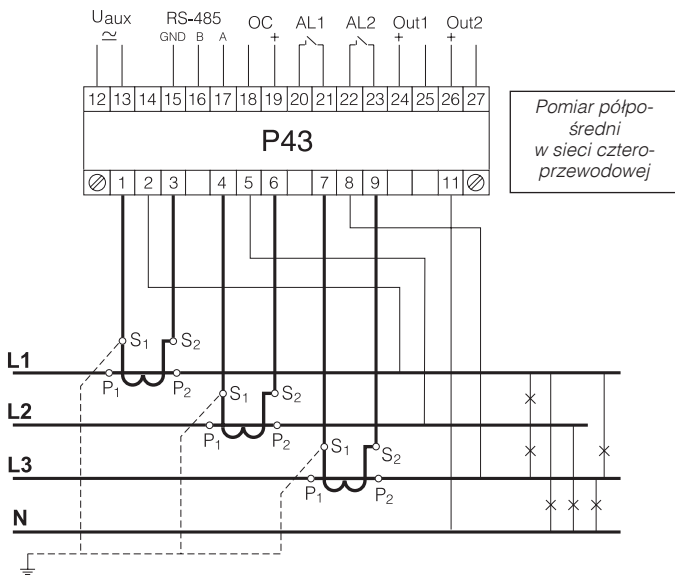 Uaux RS-485 OC AL1 AL2 Out1 Out2
GND B A + + +
12 13 14 15 16 17 18 19 20 21 22 23 24 25 26 27
P43
1 2 3 4 5 6 7 8 9 11
Pomiar półpo-
średni
w sieci cztero-
przewodowej
S1 S2
L1
P1 P2
S1 S2
L2
P1 P2
S1 S2
L3
P1 P2
N